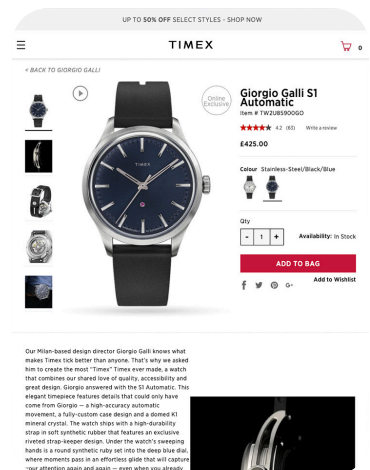 UP TO 50% OFF SELECT STYLES - SHOP NOW
TIMEX
0
< BACK TO GIORGIO GALLI
Online
Exclusive
Giorgio Galli S1
Automatic
Item # TW2U85900GO
4.2 (63) Write a review
£425.00
Colour Stainless-Steel/Black/Blue
Qty
- 1 +
Availability: In Stock
ADD TO BAG
Add to Wishlist
TIMEX
Our Milan-based design director Giorgio Galli knows what
makes Timex tick better than anyone. That's why we asked
him to create the most "Timex" Timex ever made, a watch
that combines our shared love of quality, accessibility and
great design. Giorgio answered with the S1 Automatic. This
elegant timepiece features details that could only have
come from Giorgio — a high-accuracy automatic
movement, a fully-custom case design and a domed K1
mineral crystal. The watch ships with a high-durability
strap in soft synthetic rubber that features an exclusive
riveted strap-keeper design. Under the watch's sweeping
hands is a round synthetic ruby set into the deep blue dial,
where moments pass in an effortless glide that will capture
your attention again and again — even when you already